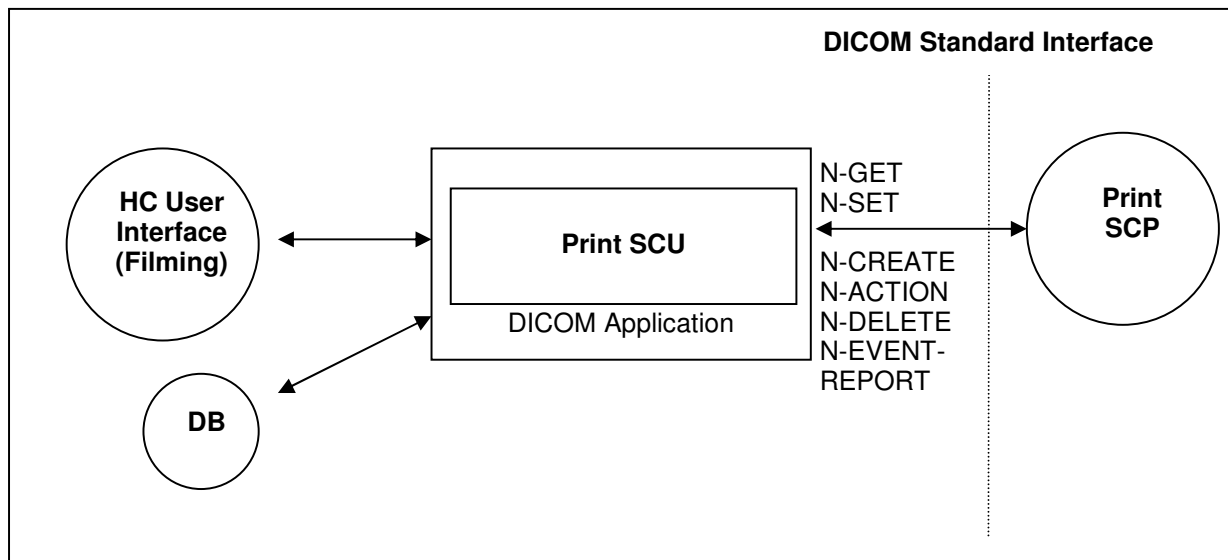 DICOM Standard Interface
HC User
Interface
(Filming)
DB
Print SCU
DICOM Application
N-GET
N-SET
N-CREATE
N-ACTION
N-DELETE
N-EVENT-
REPORT
Print
SCP